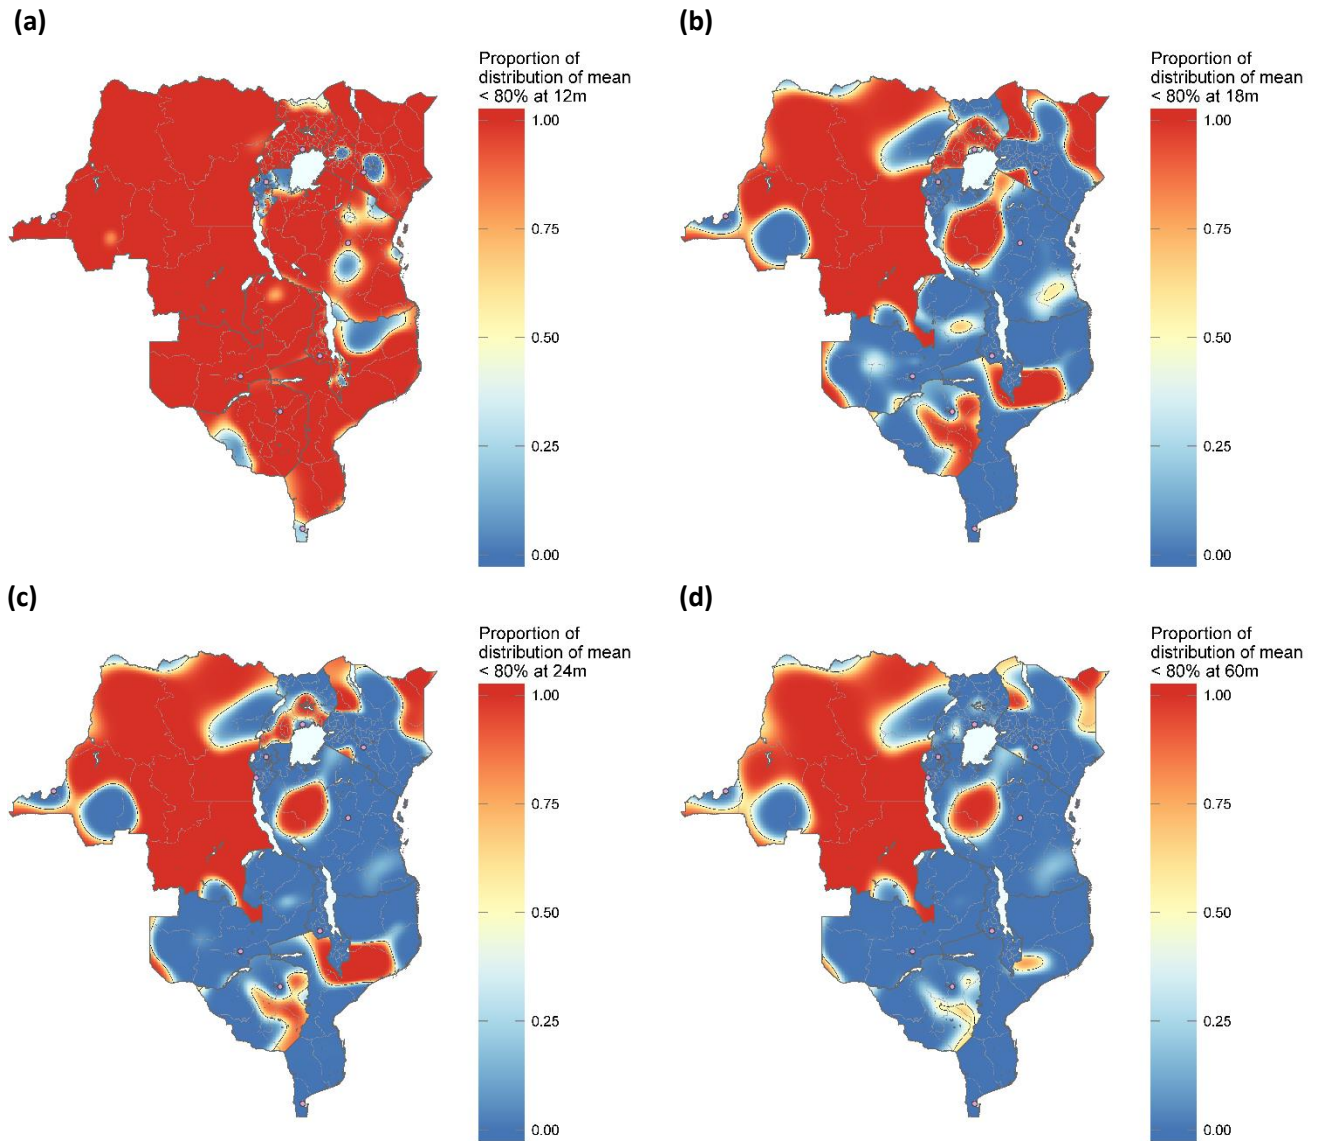 (a)
Proportion of
distribution of mean
< 80% at 12m
1.00
0.75
0.50
0.25
0.00
(b)
Proportion of
distribution of mean
< 80% at 18m
1.00
0.75
0.50
0.25
0.00
(c)
Proportion of
distribution of mean
< 80% at 24m
1.00
0.75
0.50
0.25
0.00
(d)
Proportion of
distribution of mean
< 80% at 60m
1.00
0.75
0.50
0.25
0.00